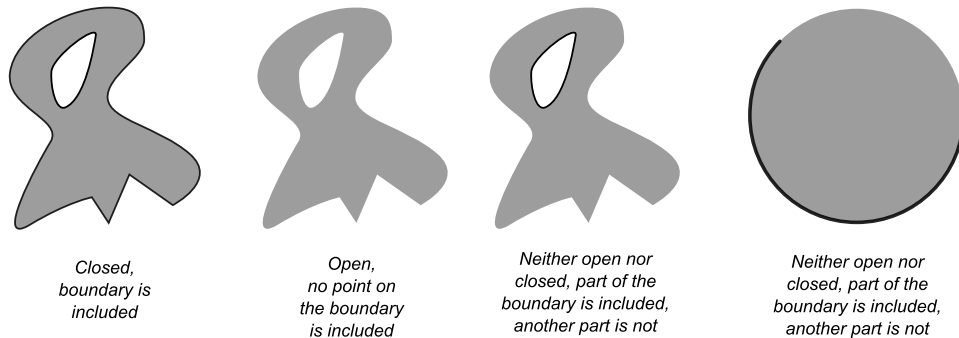 Closed,
boundary is
included
Open,
no point on
the boundary
is included
Neither open nor
closed, part of the
boundary is included,
another part is not
Neither open nor
closed, part of the
boundary is included,
another part is not